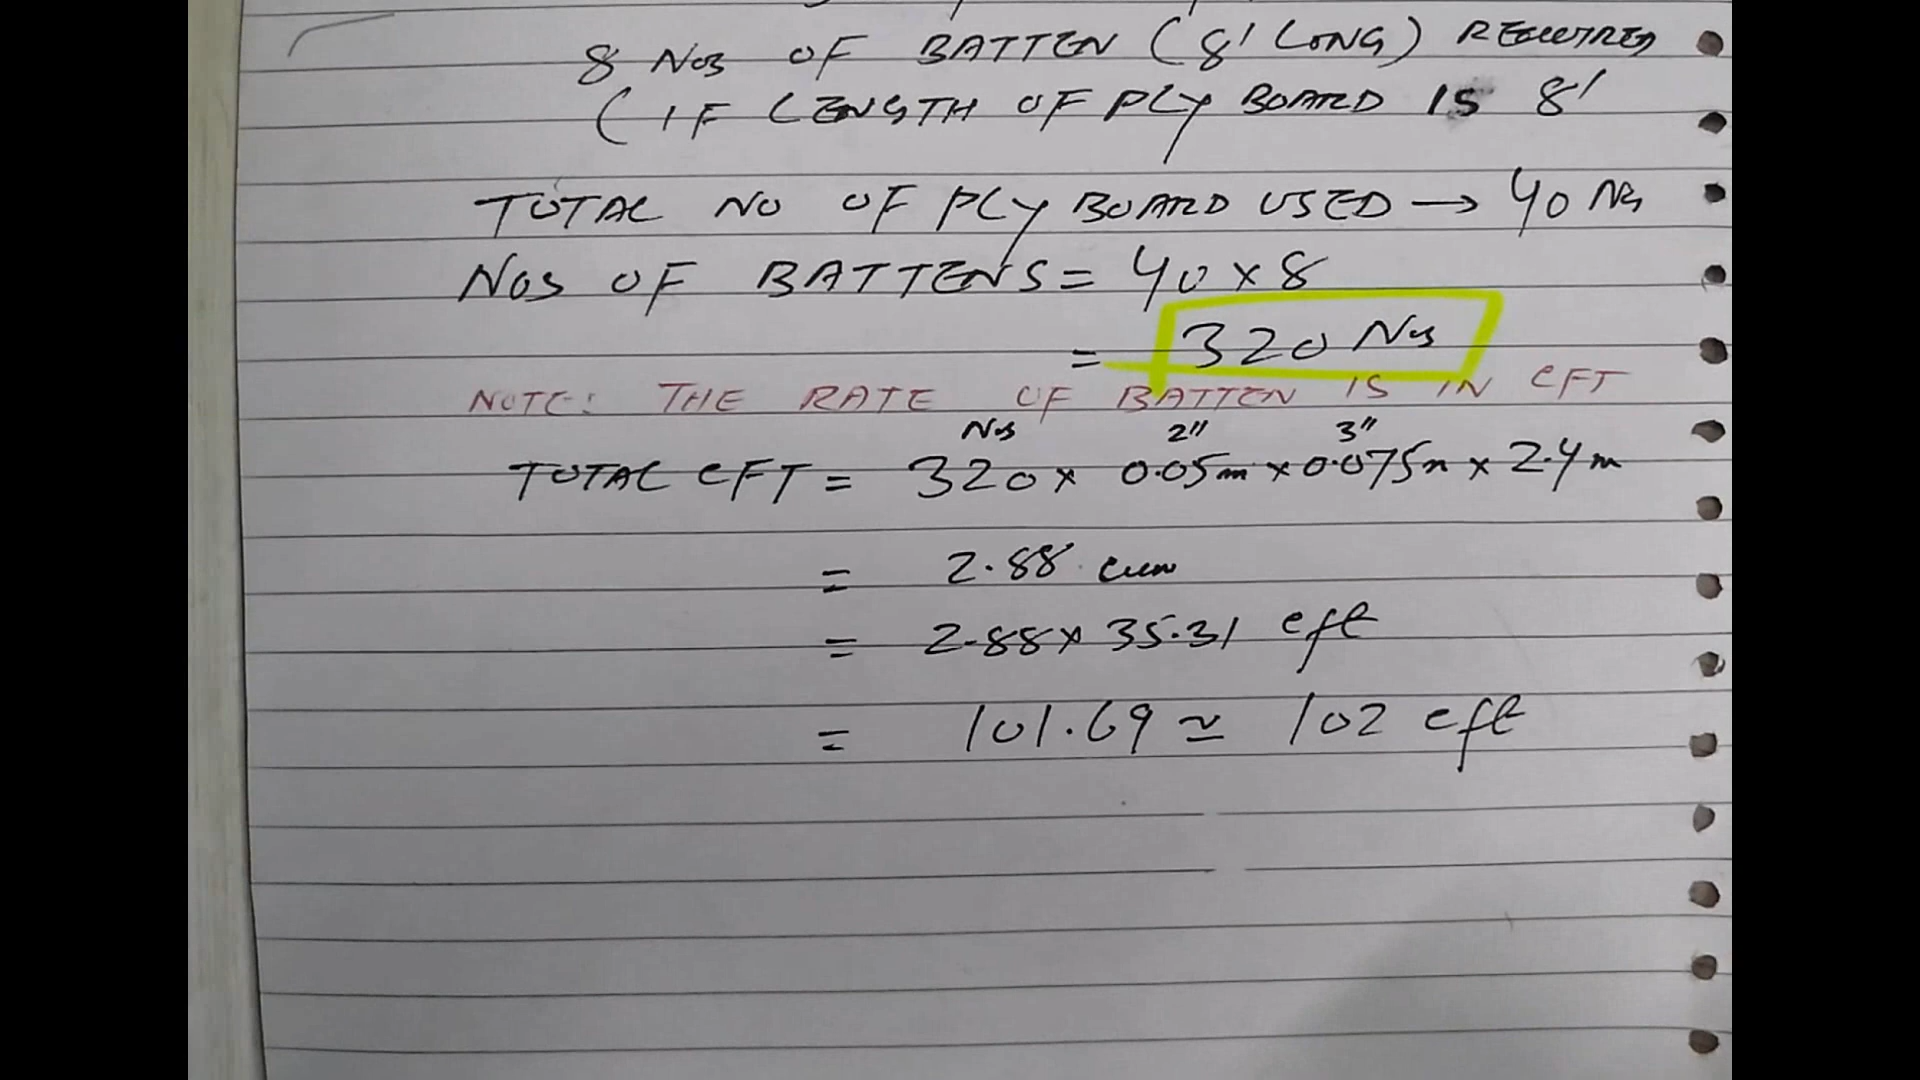 8 NOS OF BATTEN (8' LONG) REQUIRED
(IF LENGTH OF PLY BOARD IS 8'
TOTAL NO OF PLY BOARD USED → 40 Nos
NOS OF BATTENS = 40 x 8
= 320 Nos
NOTE: THE RATE OF BATTEN IS IN CFT
Nos 2" 3"
TOTAL CFT = 320 x 0.05m x 0.075m x 2.4m
= 2.88 cum
= 2.88 x 35.31 cft
= 101.69 ≃ 102 cft